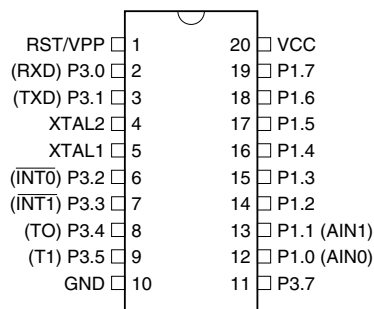 RST/VPP 1 20 VCC
(RXD) P3.0 2 19 P1.7
(TXD) P3.1 3 18 P1.6
XTAL2 4 17 P1.5
XTAL1 5 16 P1.4
(INT0) P3.2 6 15 P1.3
(INT1) P3.3 7 14 P1.2
(TO) P3.4 8 13 P1.1 (AIN1)
(T1) P3.5 9 12 P1.0 (AIN0)
GND 10 11 P3.7